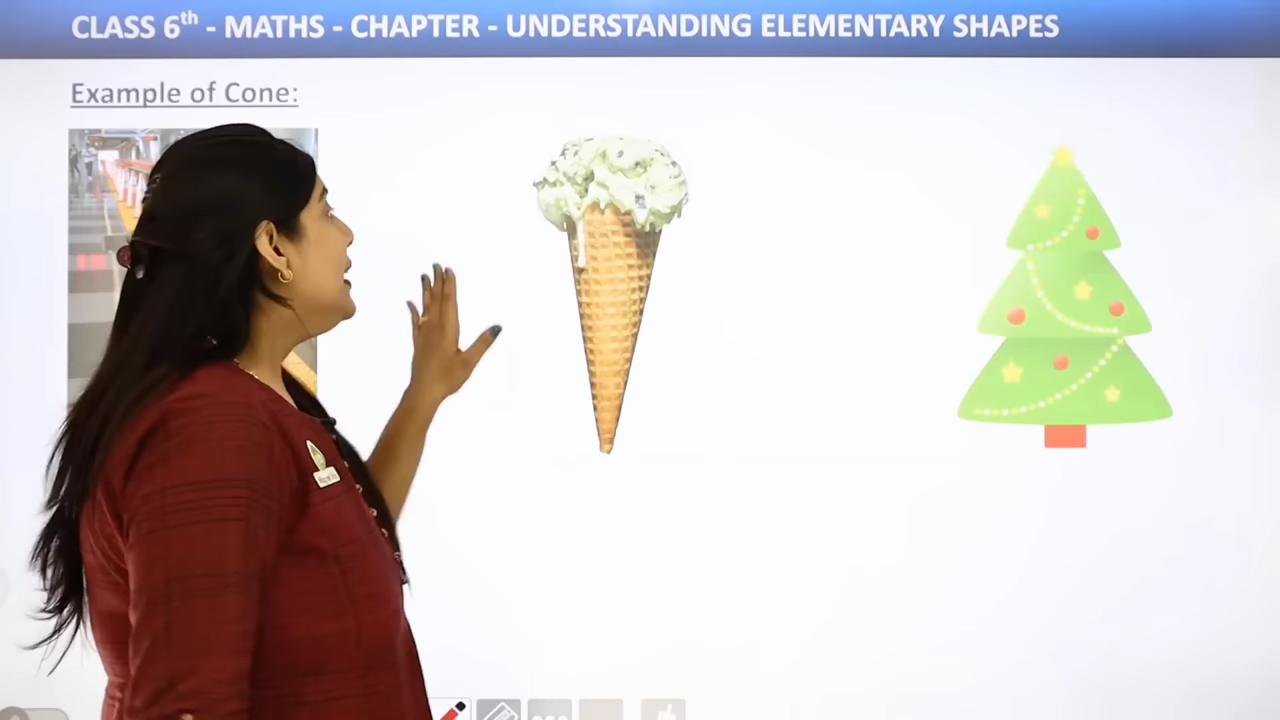 CLASS 6th - MATHS - CHAPTER - UNDERSTANDING ELEMENTARY SHAPES
Example of Cone: